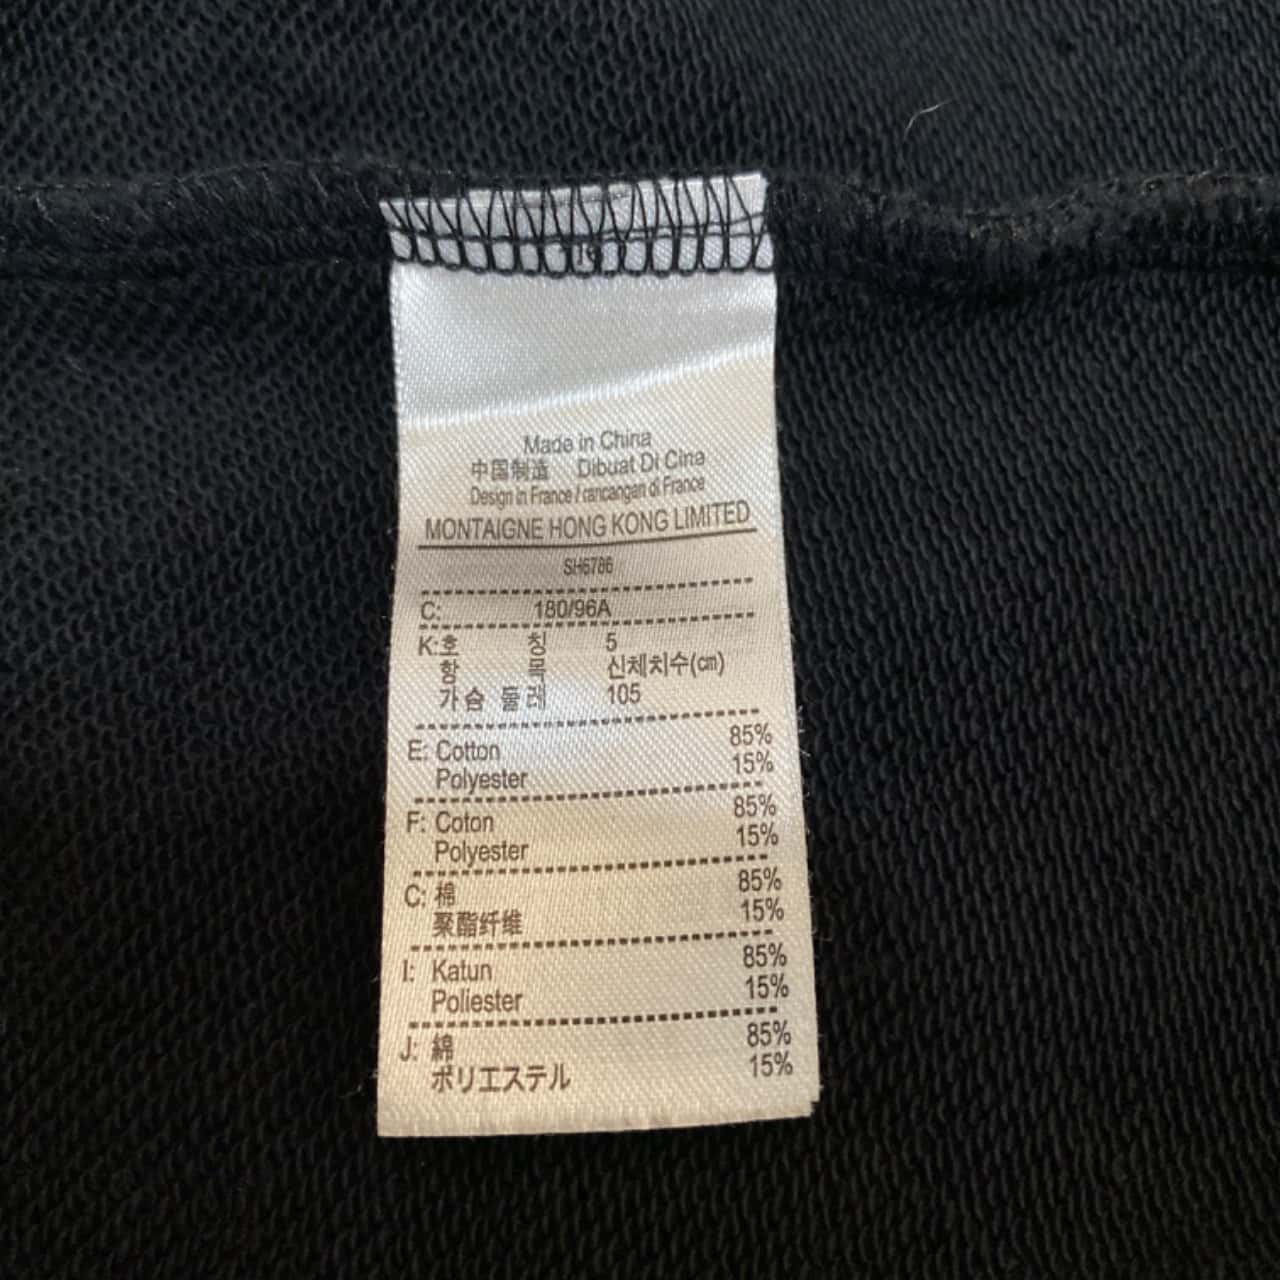 Made in China
中国制造 Dibuat Di Cina
Design in France / rancangan di France
MONTAIGNE HONG KONG LIMITED
SH6786
C: 180/96A
K:호 칭 5
항 목 신체치수(㎝)
가슴 둘레 105
E: Cotton 85%
Polyester 15%
F: Coton 85%
Polyester 15%
C: 棉 85%
聚酯纤维 15%
I: Katun 85%
Poliester 15%
J: 綿 85%
ポリエステル 15%